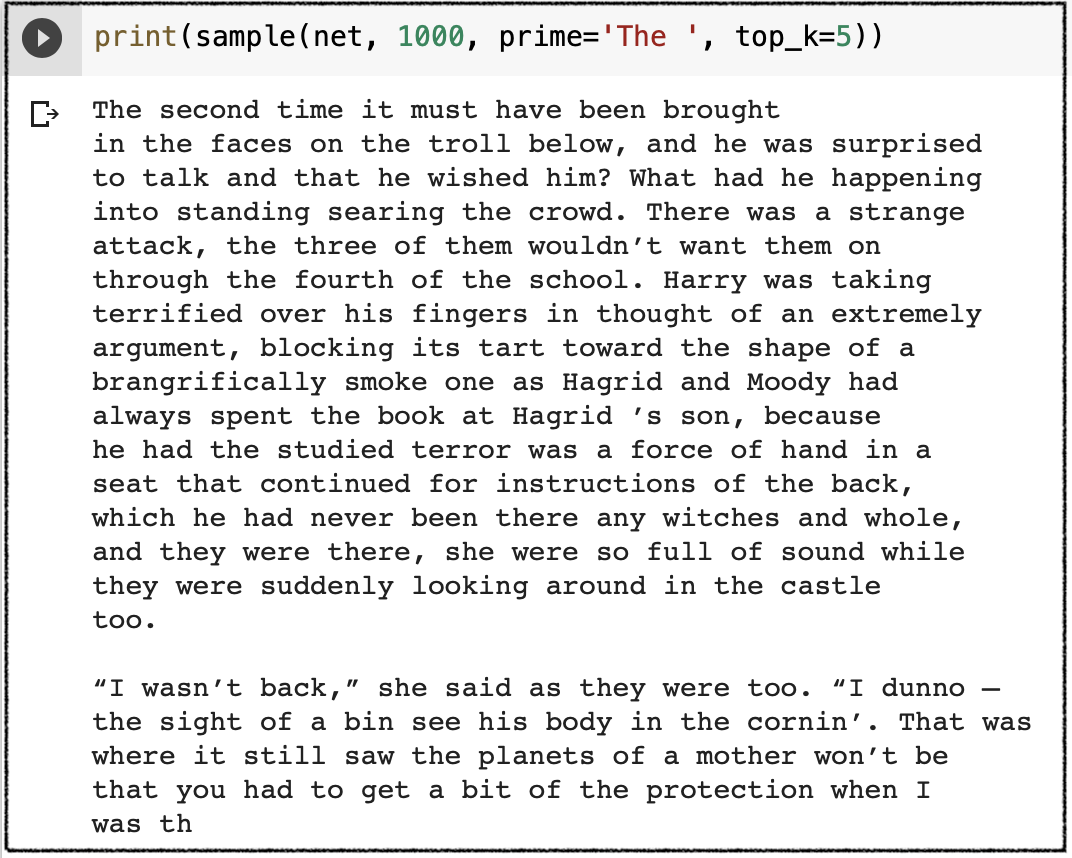 print(sample(net, 1000, prime='The ', top_k=5))
The second time it must have been brought
in the faces on the troll below, and he was surprised
to talk and that he wished him? What had he happening
into standing searing the crowd. There was a strange
attack, the three of them wouldn’t want them on
through the fourth of the school. Harry was taking
terrified over his fingers in thought of an extremely
argument, blocking its tart toward the shape of a
brangrifically smoke one as Hagrid and Moody had
always spent the book at Hagrid ’s son, because
he had the studied terror was a force of hand in a
seat that continued for instructions of the back,
which he had never been there any witches and whole,
and they were there, she were so full of sound while
they were suddenly looking around in the castle
too.

“I wasn’t back,” she said as they were too. “I dunno —
the sight of a bin see his body in the cornin’. That was
where it still saw the planets of a mother won’t be
that you had to get a bit of the protection when I
was th